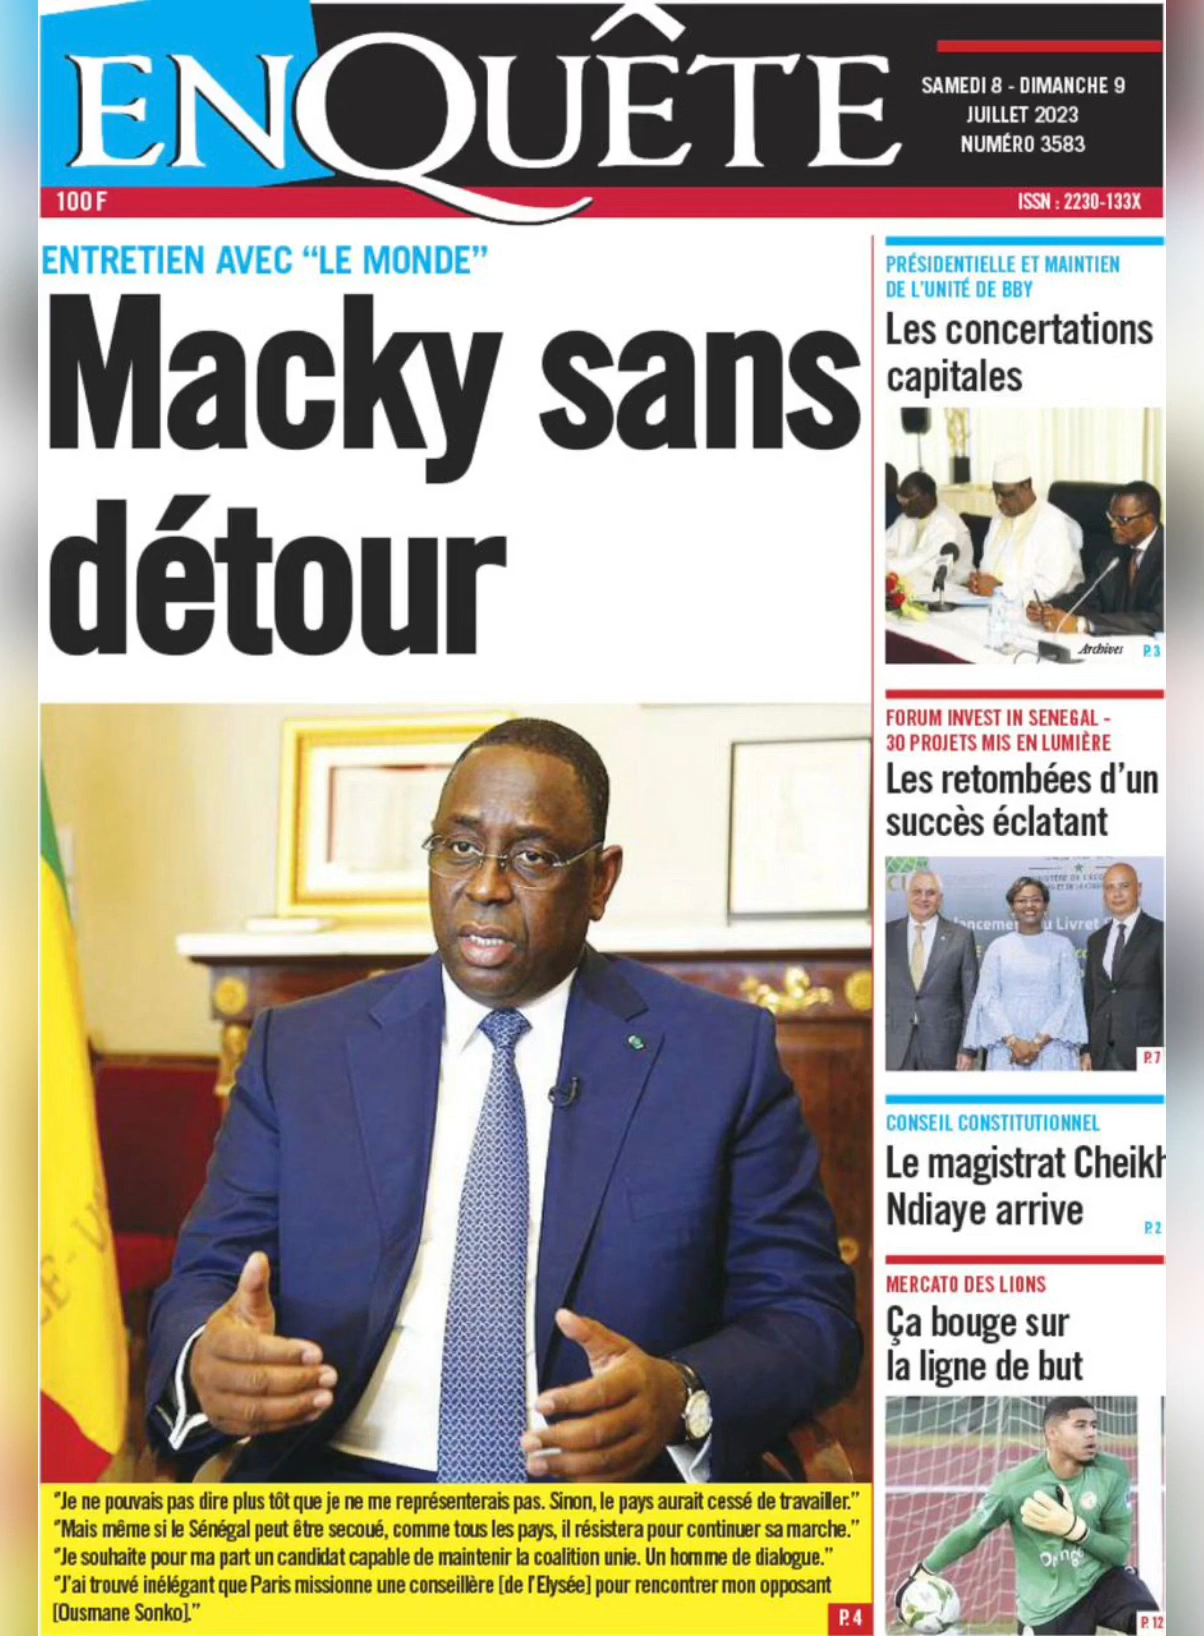 ENQUÊTE
SAMEDI 8 - DIMANCHE 9
JUILLET 2023
NUMÉRO 3583
100 F
ISSN : 2230-133X
ENTRETIEN AVEC “LE MONDE”
Macky sans
détour
"Je ne pouvais pas dire plus tôt que je ne me représenterais pas. Sinon, le pays aurait cessé de travailler."
"Mais même si le Sénégal peut être secoué, comme tous les pays, il résistera pour continuer sa marche."
"Je souhaite pour ma part un candidat capable de maintenir la coalition unie. Un homme de dialogue."
"J'ai trouvé inélégant que Paris missionne une conseillère [de l'Elysée] pour rencontrer mon opposant
[Ousmane Sonko]."
P.4
PRÉSIDENTIELLE ET MAINTIEN
DE L'UNITÉ DE BBY
Les concertations
capitales
Archives
P.3
FORUM INVEST IN SENEGAL -
30 PROJETS MIS EN LUMIÈRE
Les retombées d'un
succès éclatant
anceme
u Livret
P.7
CONSEIL CONSTITUTIONNEL
Le magistrat Cheikh
Ndiaye arrive
P.2
MERCATO DES LIONS
Ça bouge sur
la ligne de but
P.12